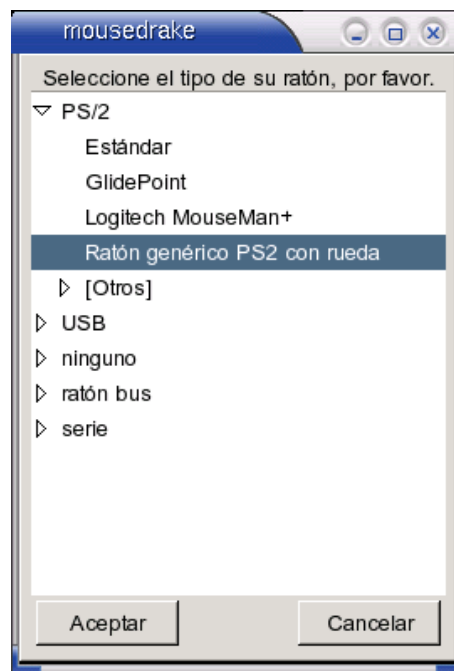 mousedrake
Seleccione el tipo de su ratón, por favor.
PS/2
Estándar
GlidePoint
Logitech MouseMan+
Ratón genérico PS2 con rueda
[Otros]
USB
ninguno
ratón bus
serie
Aceptar Cancelar